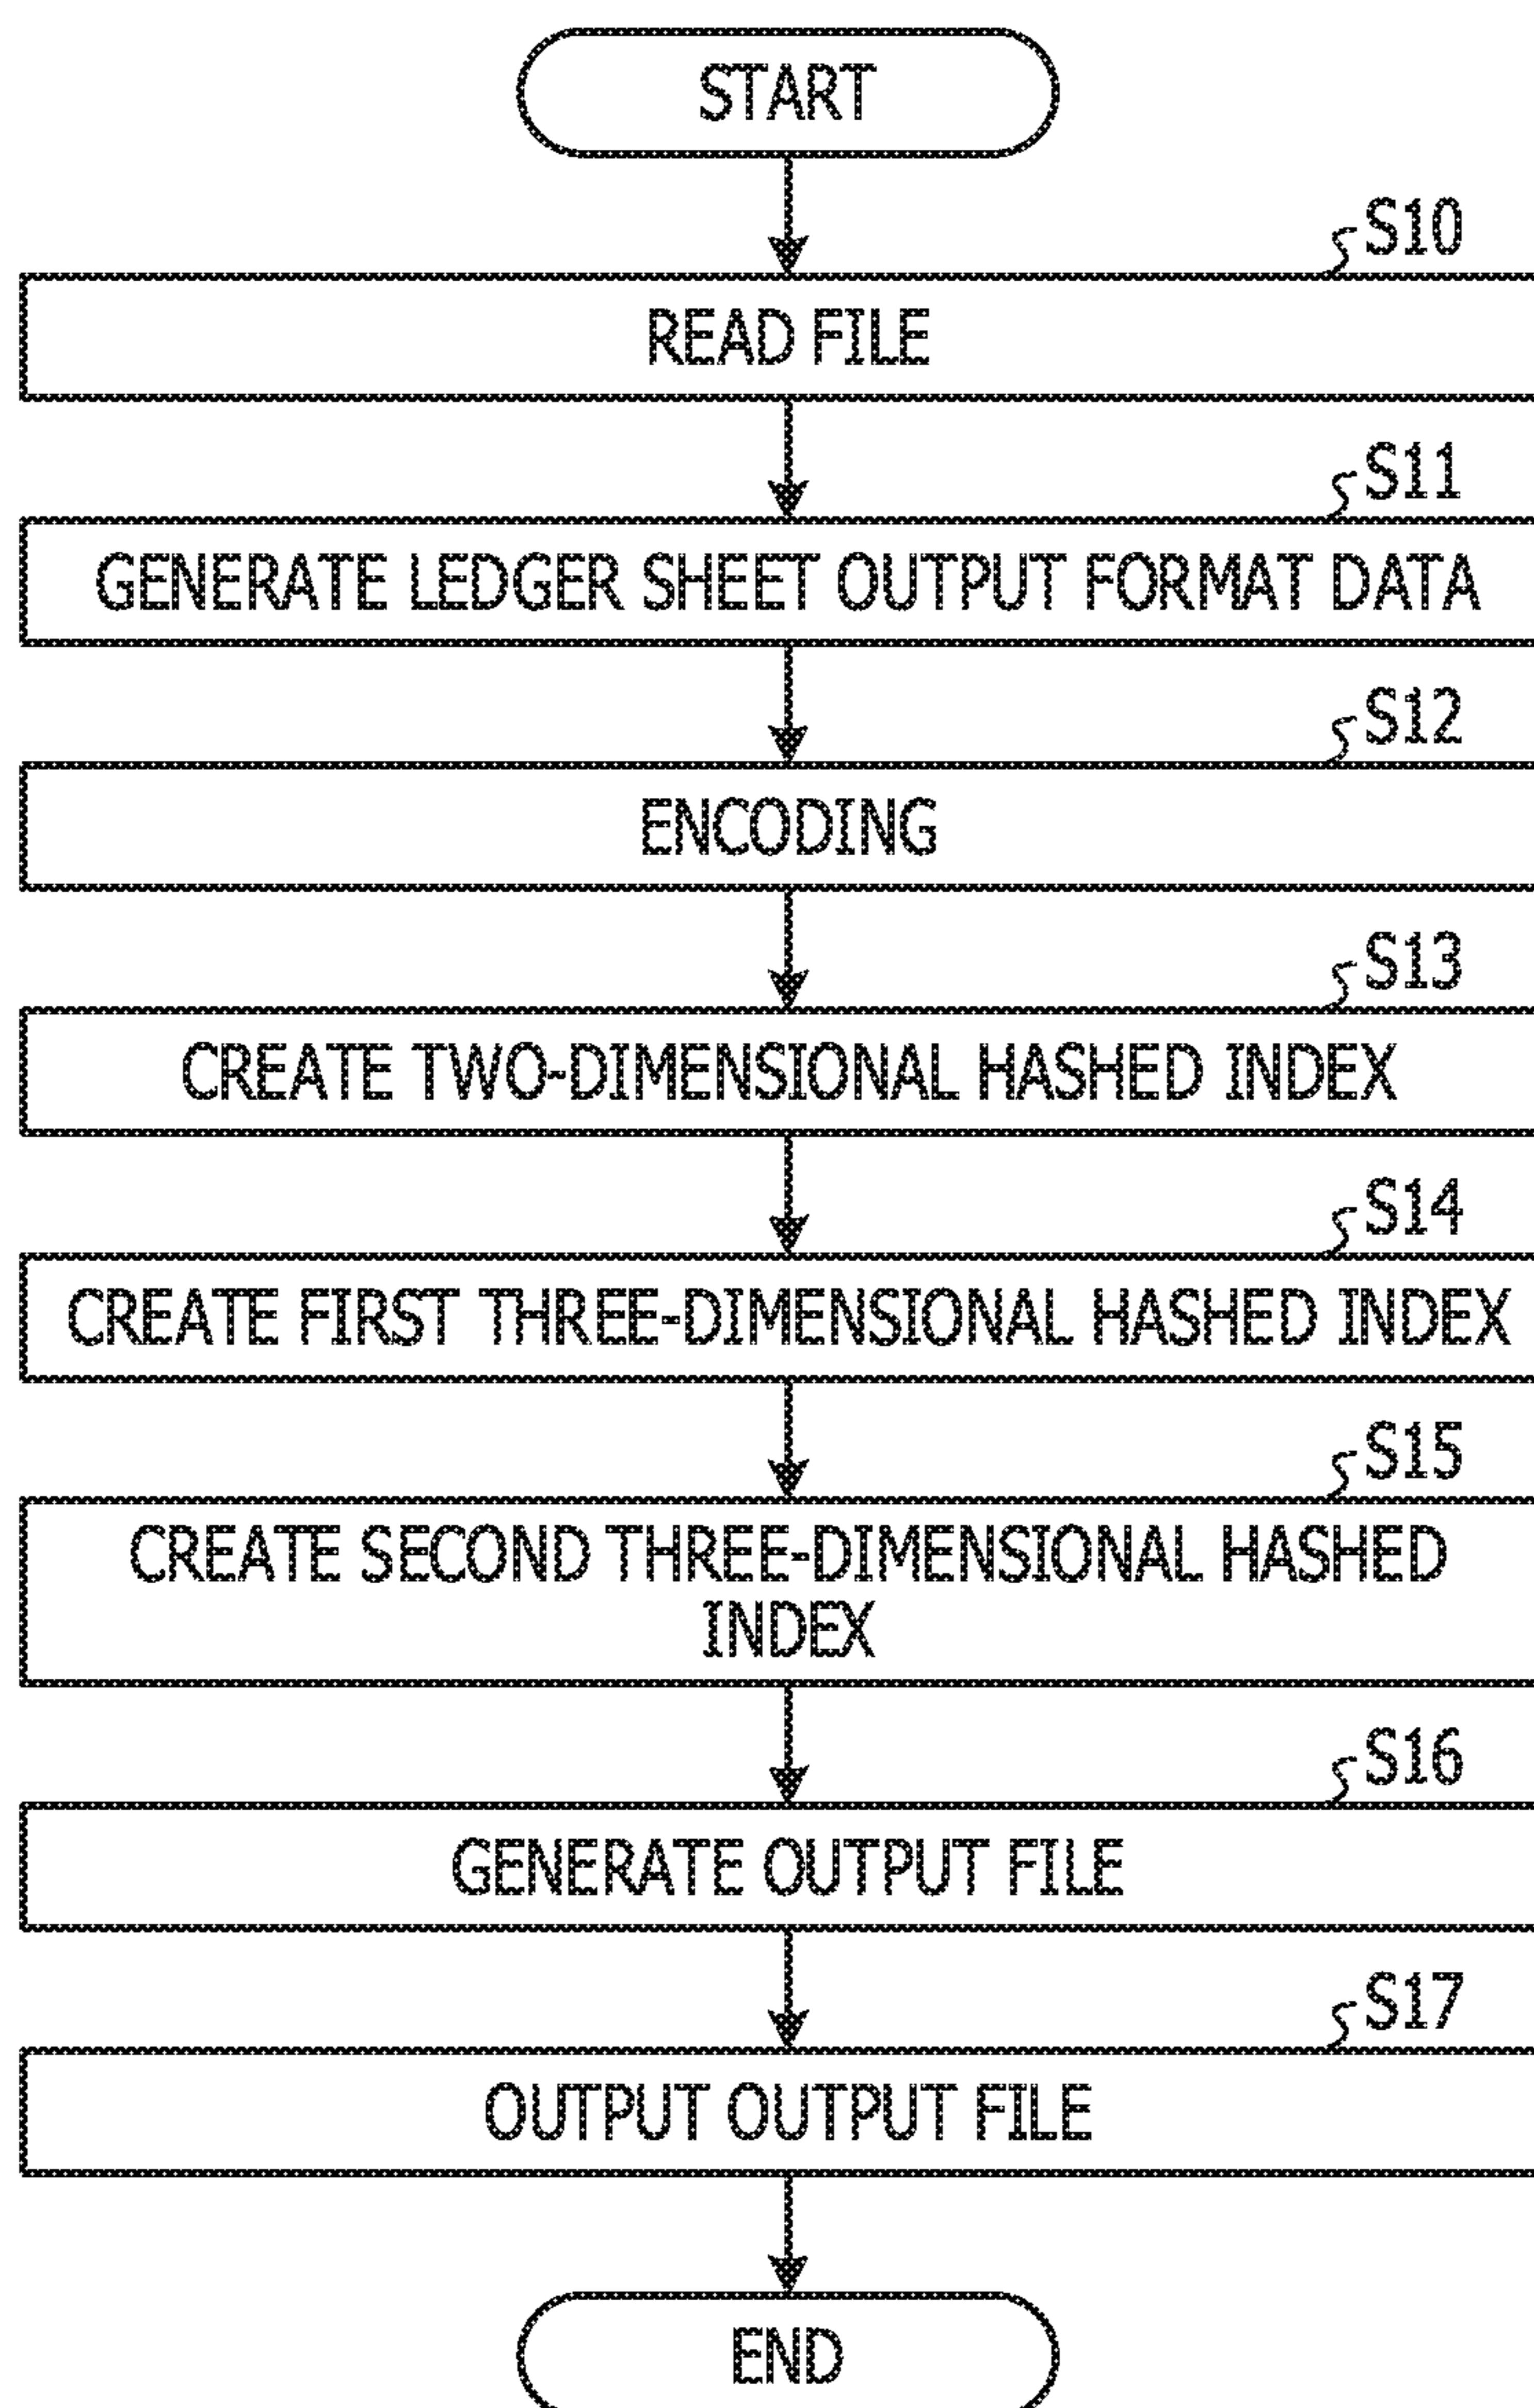 START
S10
READ FILE
S11
GENERATE LEDGER SHEET OUTPUT FORMAT DATA
S12
ENCODING
S13
CREATE TWO-DIMENSIONAL HASHED INDEX
S14
CREATE FIRST THREE-DIMENSIONAL HASHED INDEX
S15
CREATE SECOND THREE-DIMENSIONAL HASHED
INDEX
S16
GENERATE OUTPUT FILE
S17
OUTPUT OUTPUT FILE
END